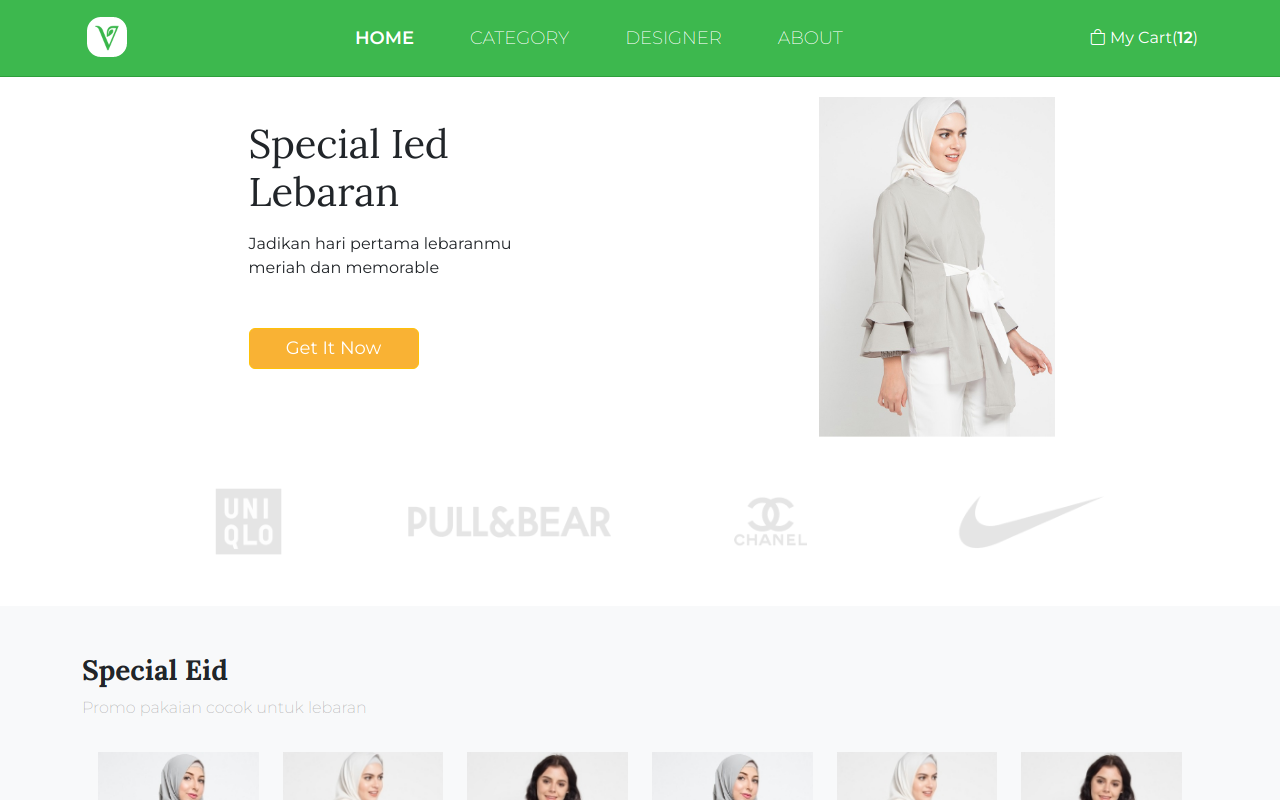 HOME
CATEGORY
DESIGNER
ABOUT
My Cart(12)
Special Ied
Lebaran
Jadikan hari pertama lebaranmu
meriah dan memorable
Get It Now
UNI
QLO
PULL&BEAR
CHANEL
Special Eid
Promo pakaian cocok untuk lebaran